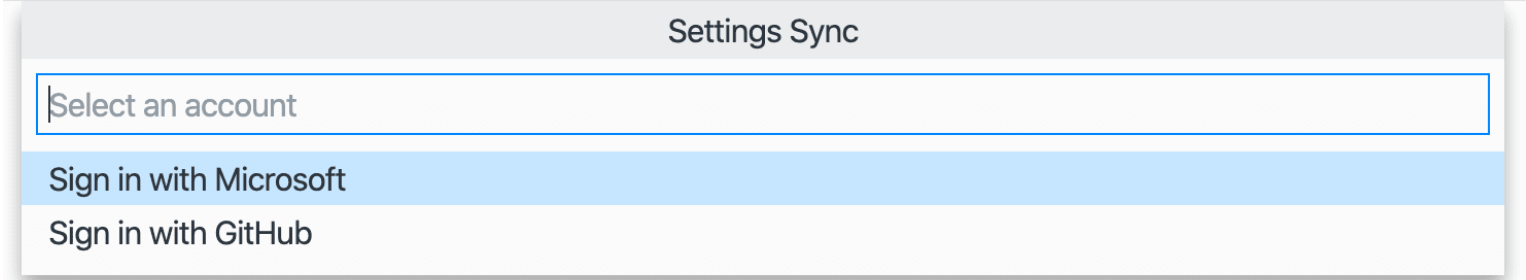 Settings Sync
Select an account
Sign in with Microsoft
Sign in with GitHub